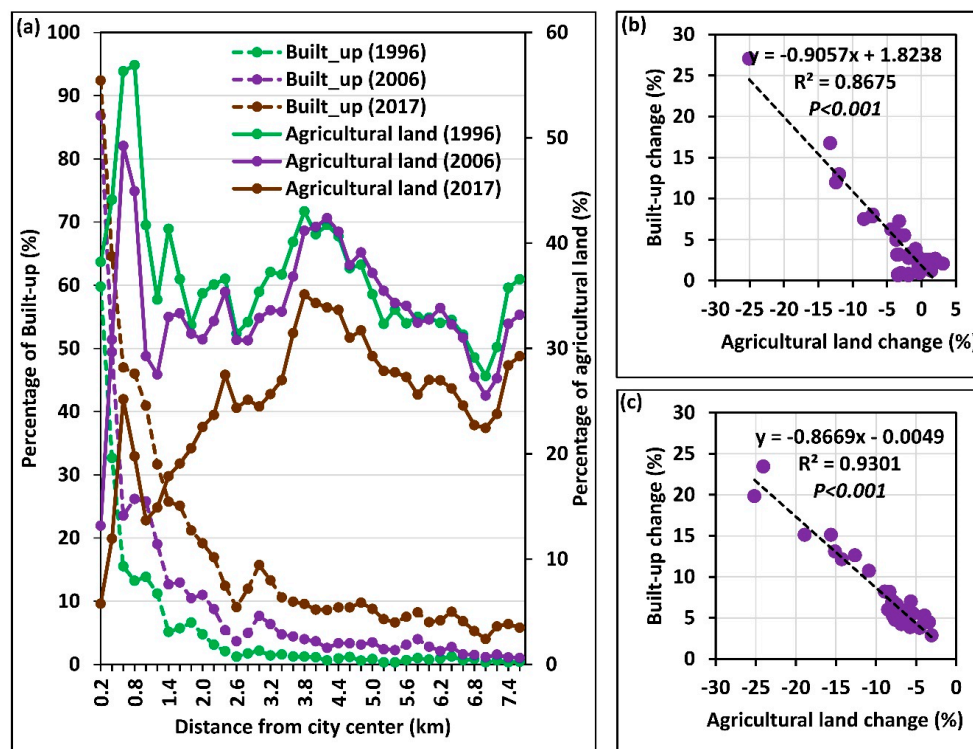 (a)
100
90
80
70
60
50
40
30
20
10
0
Percentage of Built-up (%)
Built_up (1996)
Built_up (2006)
Built_up (2017)
Agricultural land (1996)
Agricultural land (2006)
Agricultural land (2017)
60
50
40
30
20
10
0
Percentage of agricultural land (%)
0.2 0.8 1.4 2.0 2.6 3.2 3.8 4.4 5.0 5.6 6.2 6.8 7.4
Distance from city center (km)
(b)
30
25
20
15
10
5
0
Built-up change (%)
y = -0.9057x + 1.8238
R² = 0.8675
P<0.001
-30 -25 -20 -15 -10 -5 0 5
Agricultural land change (%)
(c)
30
25
20
15
10
5
0
Built-up change (%)
y = -0.8669x - 0.0049
R² = 0.9301
P<0.001
-30 -25 -20 -15 -10 -5 0
Agricultural land change (%)